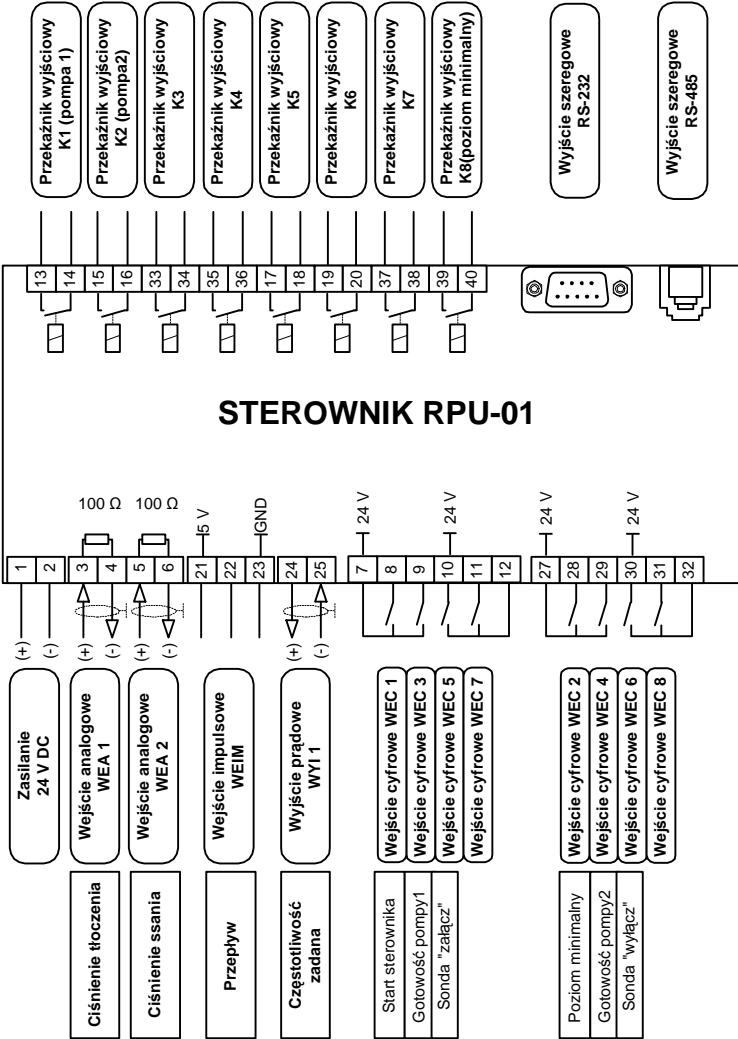 Przekaźnik wyjściowy
K1 (pompa 1)
Przekaźnik wyjściowy
K2 (pompa2)
Przekaźnik wyjściowy
K3
Przekaźnik wyjściowy
K4
Przekaźnik wyjściowy
K5
Przekaźnik wyjściowy
K6
Przekaźnik wyjściowy
K7
Przekaźnik wyjściowy
K8(poziom minimalny)
Wyjście szeregowe
RS-232
Wyjście szeregowe
RS-485
13
14
15
16
33
34
35
36
17
18
19
20
37
38
39
40
STEROWNIK RPU-01
100 Ω
100 Ω
5 V
GND
24 V
24 V
24 V
24 V
1
2
3
4
5
6
21
22
23
24
25
7
8
9
10
11
12
27
28
29
30
31
32
(+)
(-)
(+)
(-)
(+)
(-)
(+)
(-)
Zasilanie
24 V DC
Wejście analogowe
WEA 1
Wejście analogowe
WEA 2
Wejście impulsowe
WEIM
Wyjście prądowe
WYI 1
Wejście cyfrowe WEC 1
Wejście cyfrowe WEC 3
Wejście cyfrowe WEC 5
Wejście cyfrowe WEC 7
Wejście cyfrowe WEC 2
Wejście cyfrowe WEC 4
Wejście cyfrowe WEC 6
Wejście cyfrowe WEC 8
Ciśnienie tłoczenia
Ciśnienie ssania
Przepływ
Częstotliwość
zadana
Start sterownika
Gotowość pompy1
Sonda "załącz"
Poziom minimalny
Gotowość pompy2
Sonda "wyłącz"